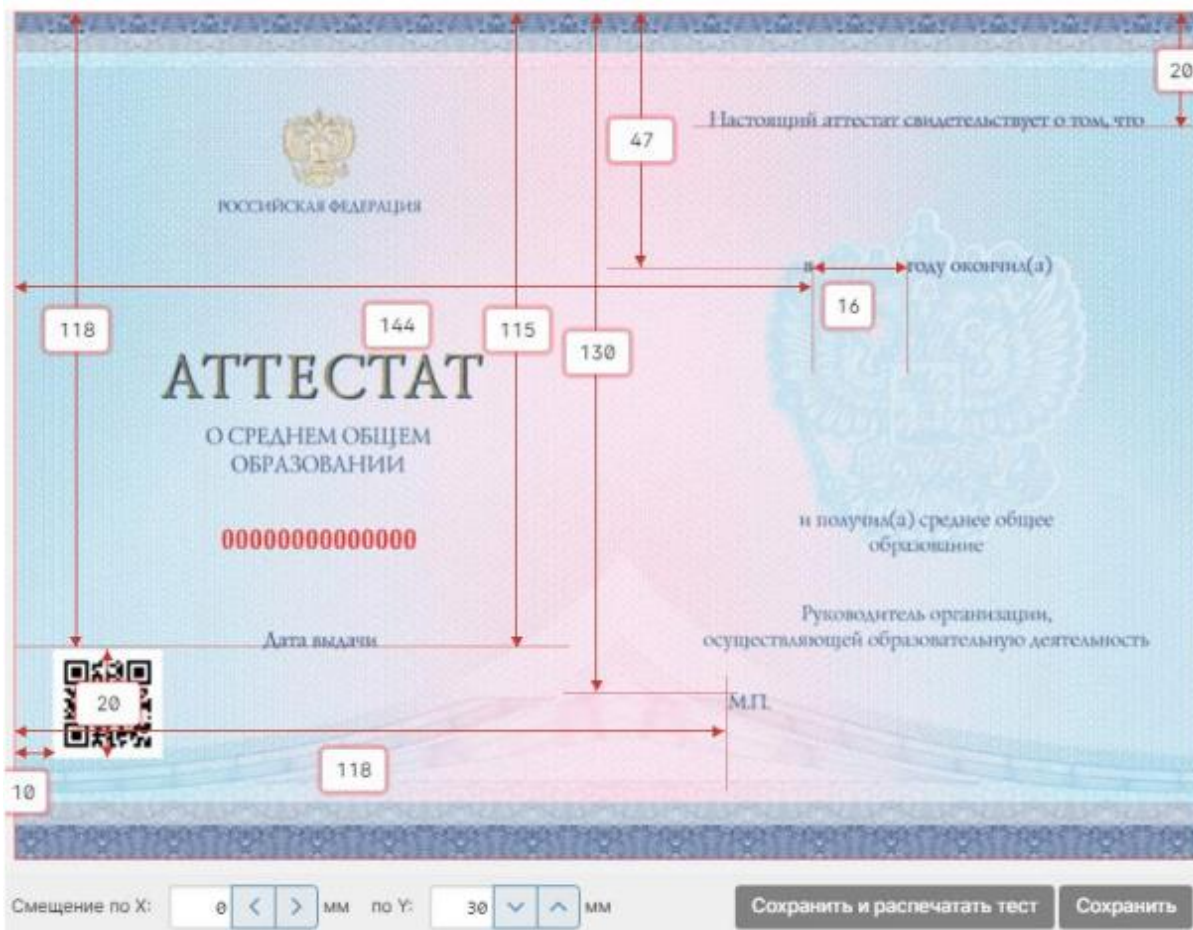 20
Настоящий аттестат свидетельствует о том, что
47
РОССИЙСКАЯ ФЕДЕРАЦИЯ
в
году окончил(а)
16
118
144
115
130
АТТЕСТАТ
О СРЕДНЕМ ОБЩЕМ
ОБРАЗОВАНИИ
00000000000000
и получил(а) среднее общее
образование
Руководитель организации,
осуществляющей образовательную деятельность
Дата выдачи
20
М.П.
118
10
Смещение по X: 0 мм по Y: 30 мм Сохранить и распечатать тест Сохранить